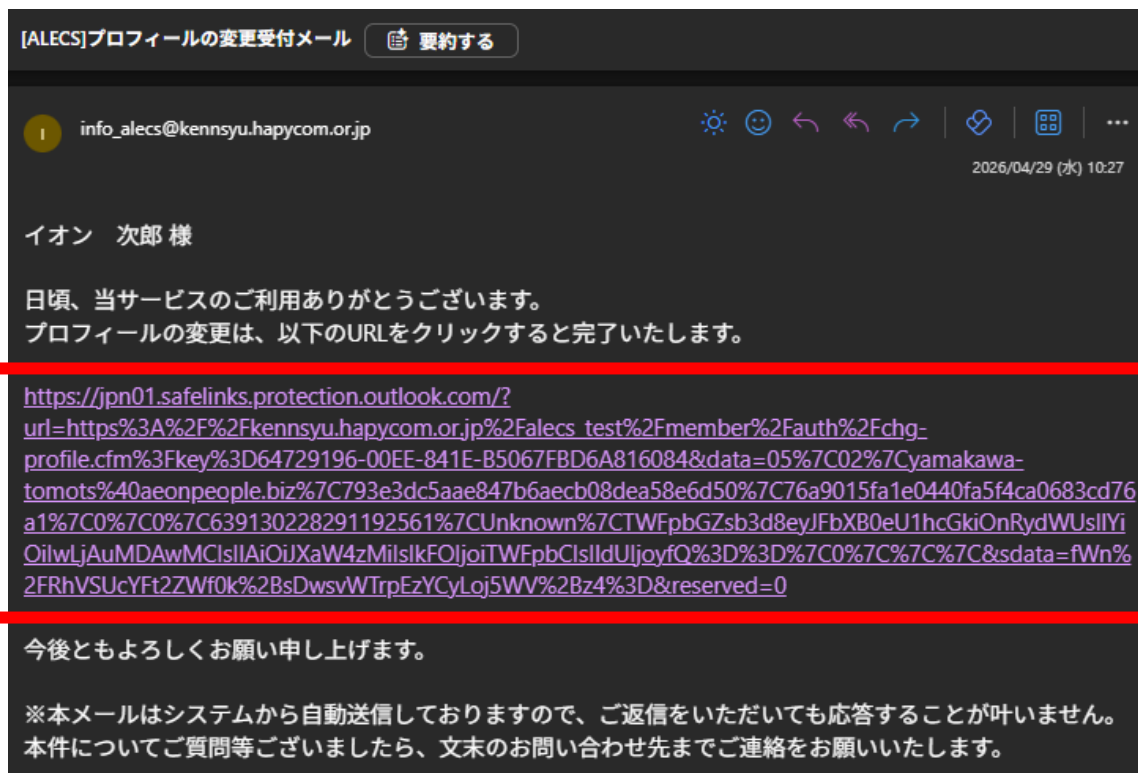 [ALECS]プロフィールの変更受付メール 要約する
I info_alecs@kennsyu.hapycom.or.jp
2026/04/29 (水) 10:27
イオン　次郎 様
日頃、当サービスのご利用ありがとうございます。
プロフィールの変更は、以下のURLをクリックすると完了いたします。
https://jpn01.safelinks.protection.outlook.com/?
url=https%3A%2F%2Fkennsyu.hapycom.or.jp%2Falecs_test%2Fmember%2Fauth%2Fchg-
profile.cfm%3Fkey%3D64729196-00EE-841E-B5067FBD6A816084&data=05%7C02%7Cyamakawa-
tomots%40aeonpeople.biz%7C793e3dc5aae847b6aecb08dea58e6d50%7C76a9015fa1e0440fa5f4ca0683cd76
a1%7C0%7C0%7C639130228291192561%7CUnknown%7CTWFpbGZsb3d8eyJFbXB0eU1hcGkiOnRydWUsIlYi
OiIwLjAuMDAwMCIsIlAiOiJXaW4zMiIsIkFOIjoiTWFpbCIsIldUIjoyfQ%3D%3D%7C0%7C%7C%7C&sdata=fWn%
2FRhVSUcYFt2ZWf0k%2BsDwsvWTrpEzYCyLoj5WV%2Bz4%3D&reserved=0
今後ともよろしくお願い申し上げます。
※本メールはシステムから自動送信しておりますので、ご返信をいただいても応答することが叶いません。
本件についてご質問等ございましたら、文末のお問い合わせ先までご連絡をお願いいたします。